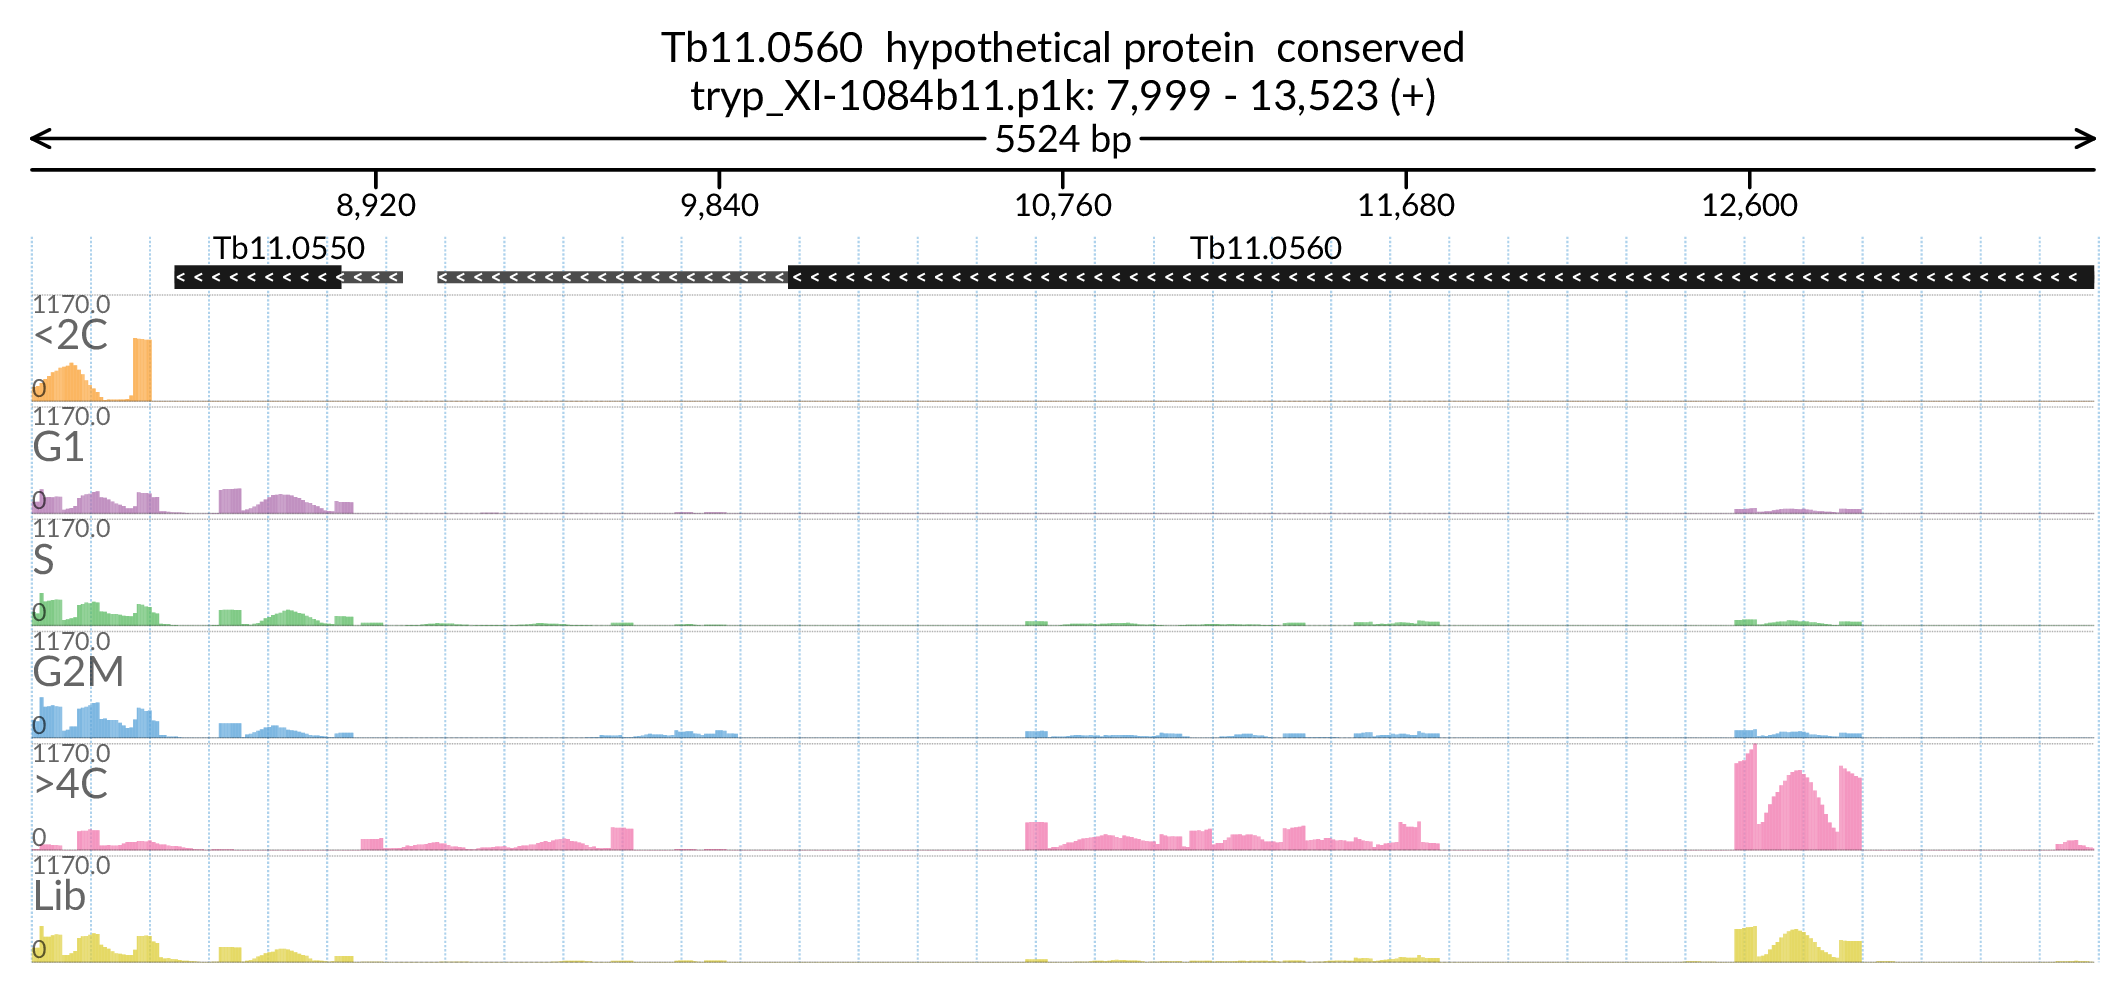 Tb11.0560  hypothetical protein  conserved
tryp_XI-1084b11.p1k: 7,999 - 13,523 (+)
5524 bp
8,920 9,840 10,760 11,680 12,600
Tb11.0550 Tb11.0560
1170.0
<2C
0
1170.0
G1
0
1170.0
S
0
1170.0
G2M
0
1170.0
>4C
0
1170.0
Lib
0